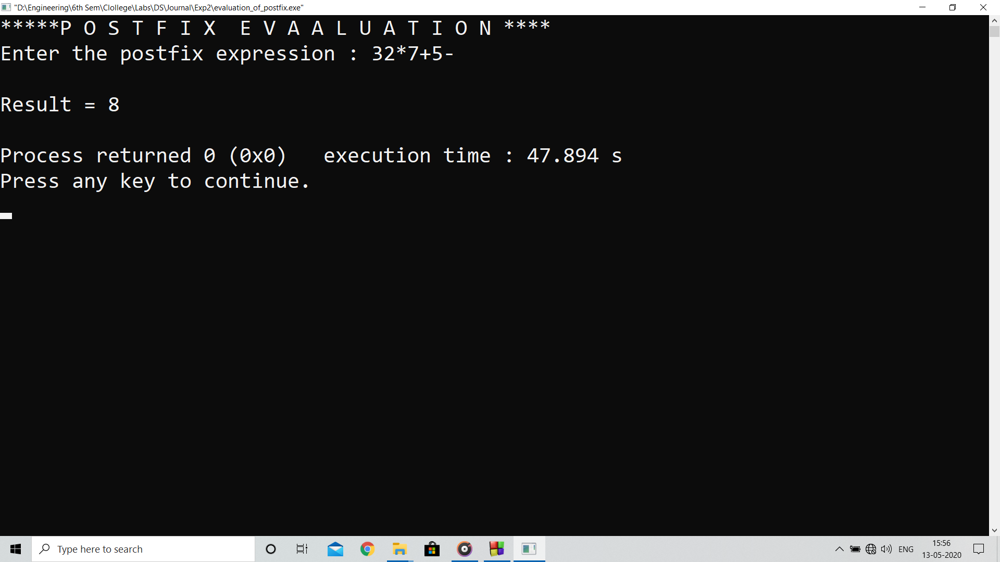 "D:\Engineering\6th Sem\Clollege\Labs\DS\Journal\Exp2\evaluation_of_postfix.exe"
*****P O S T F I X  E V A A L U A T I O N ****
Enter the postfix expression : 32*7+5-
Result = 8
Process returned 0 (0x0)   execution time : 47.894 s
Press any key to continue.
Type here to search
ENG
15:56
13-05-2020